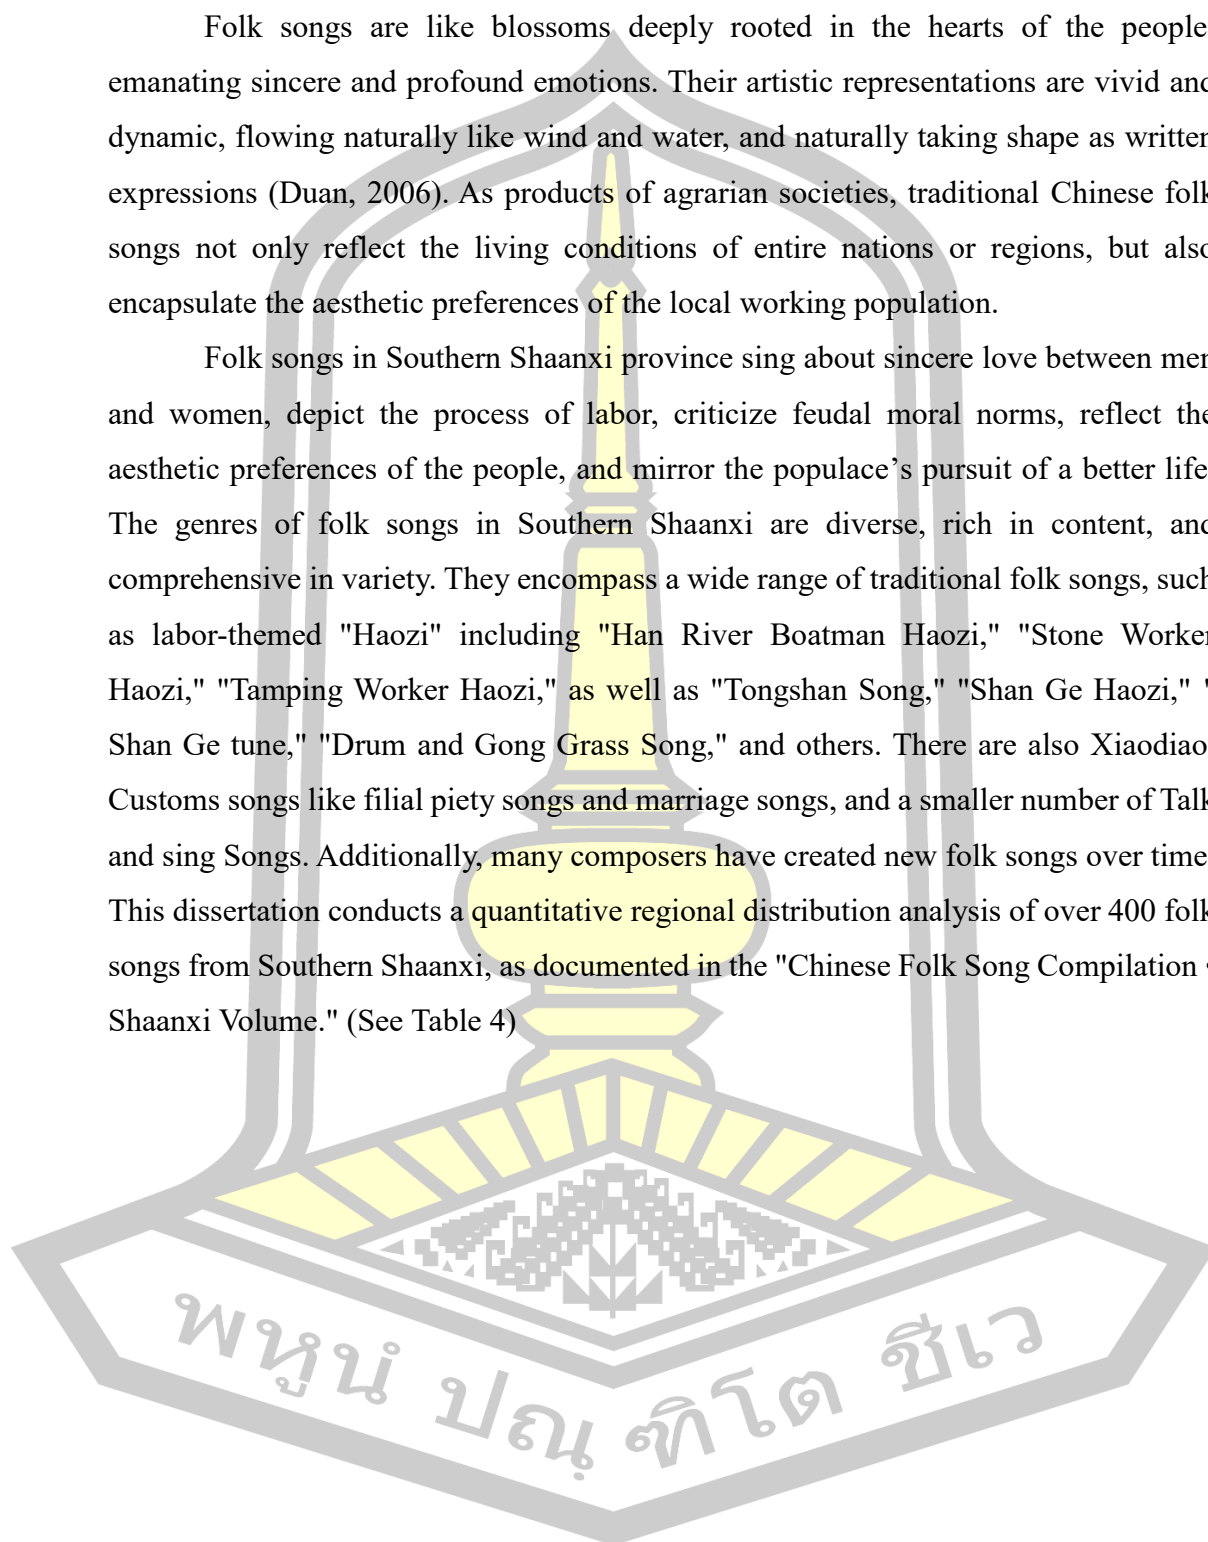 Folk songs are like blossoms deeply rooted in the hearts of the people
emanating sincere and profound emotions. Their artistic representations are vivid and
dynamic, flowing naturally like wind and water, and naturally taking shape as written
expressions (Duan, 2006). As products of agrarian societies, traditional Chinese folk
songs not only reflect the living conditions of entire nations or regions, but also
encapsulate the aesthetic preferences of the local working population.
Folk songs in Southern Shaanxi province sing about sincere love between men
and women, depict the process of labor, criticize feudal moral norms, reflect the
aesthetic preferences of the people, and mirror the populace’s pursuit of a better life
The genres of folk songs in Southern Shaanxi are diverse, rich in content, and
comprehensive in variety. They encompass a wide range of traditional folk songs, such
as labor-themed "Haozi" including "Han River Boatman Haozi," "Stone Worker
Haozi," "Tamping Worker Haozi," as well as "Tongshan Song," "Shan Ge Haozi," "
Shan Ge tune," "Drum and Gong Grass Song," and others. There are also Xiaodiao
Customs songs like filial piety songs and marriage songs, and a smaller number of Talk
and sing Songs. Additionally, many composers have created new folk songs over time
This dissertation conducts a quantitative regional distribution analysis of over 400 folk
songs from Southern Shaanxi, as documented in the "Chinese Folk Song Compilation •
Shaanxi Volume." (See Table 4)
พหูนํ ปณฺฑิโต ชีเว